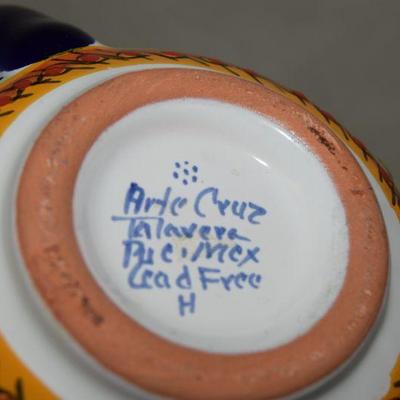 Arte Cruz
Talavera
Pue. Mex
Lead Free
H